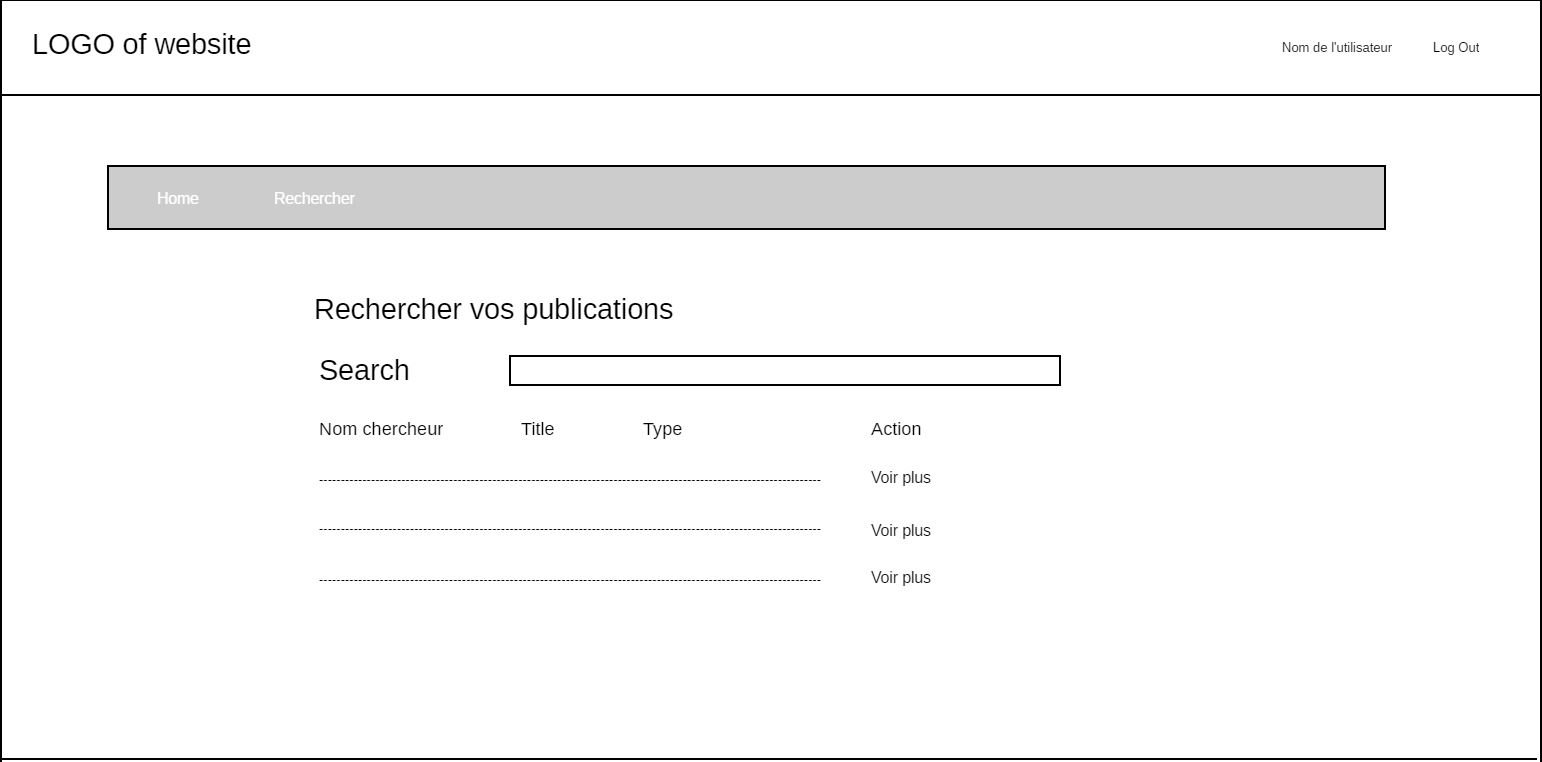 LOGO of website
Nom de l'utilisateur Log Out
Home Rechercher
Rechercher vos publications
Search
Nom chercheur Title Type Action
Voir plus
Voir plus
Voir plus